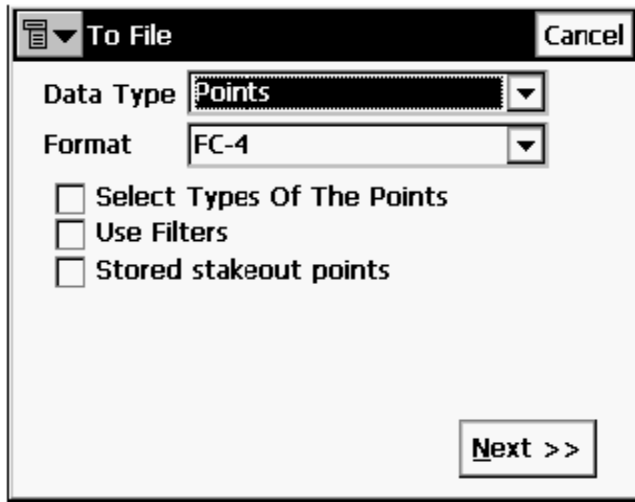 To File Cancel
Data Type Points
Format FC-4
Select Types Of The Points
Use Filters
Stored stakeout points
Next >>